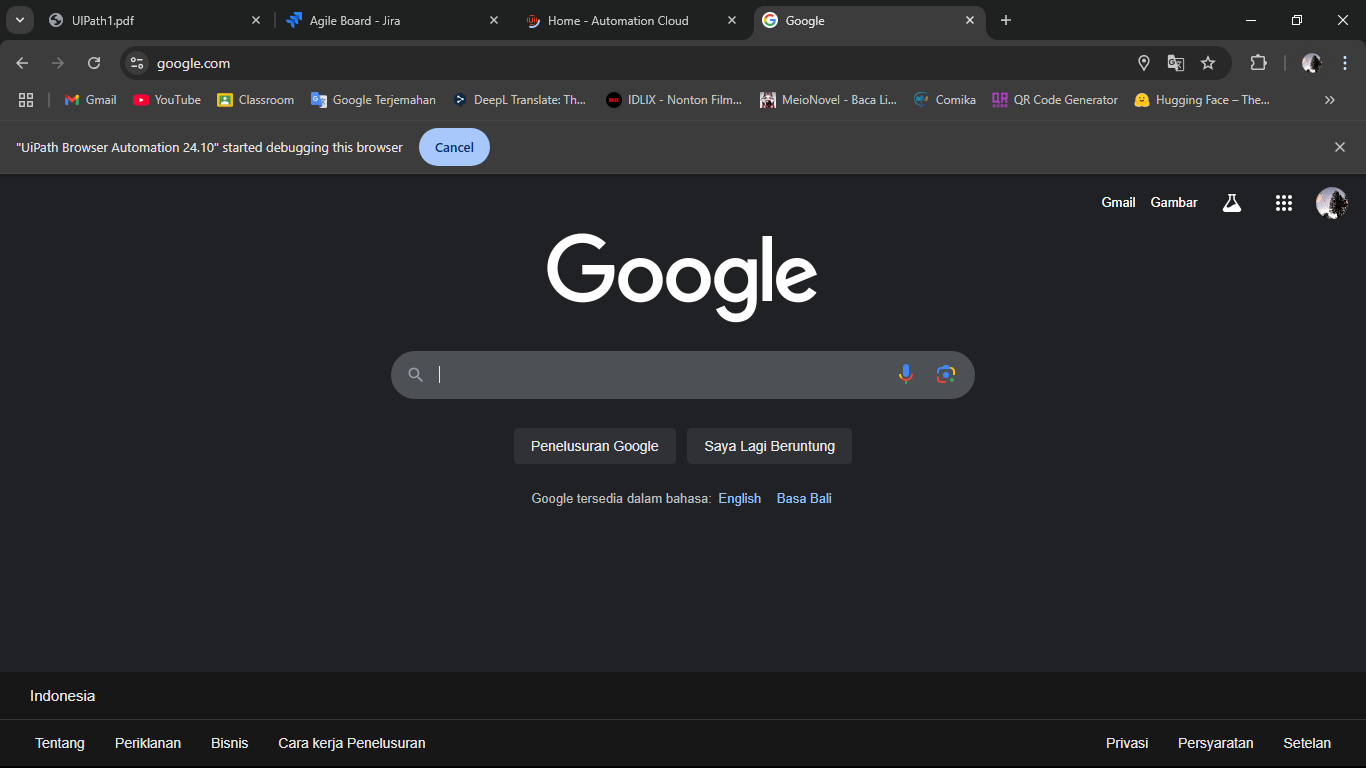 UIPath1.pdf
Agile Board - Jira
Home - Automation Cloud
Google
google.com
Gmail
YouTube
Classroom
Google Terjemahan
DeepL Translate: Th...
IDLIX - Nonton Film...
MeioNovel - Baca Li...
Comika
QR Code Generator
Hugging Face – The...
"UiPath Browser Automation 24.10" started debugging this browser
Cancel
Gmail Gambar
Google
Penelusuran Google
Saya Lagi Beruntung
Google tersedia dalam bahasa: English Basa Bali
Indonesia
Tentang Periklanan Bisnis Cara kerja Penelusuran
Privasi Persyaratan Setelan